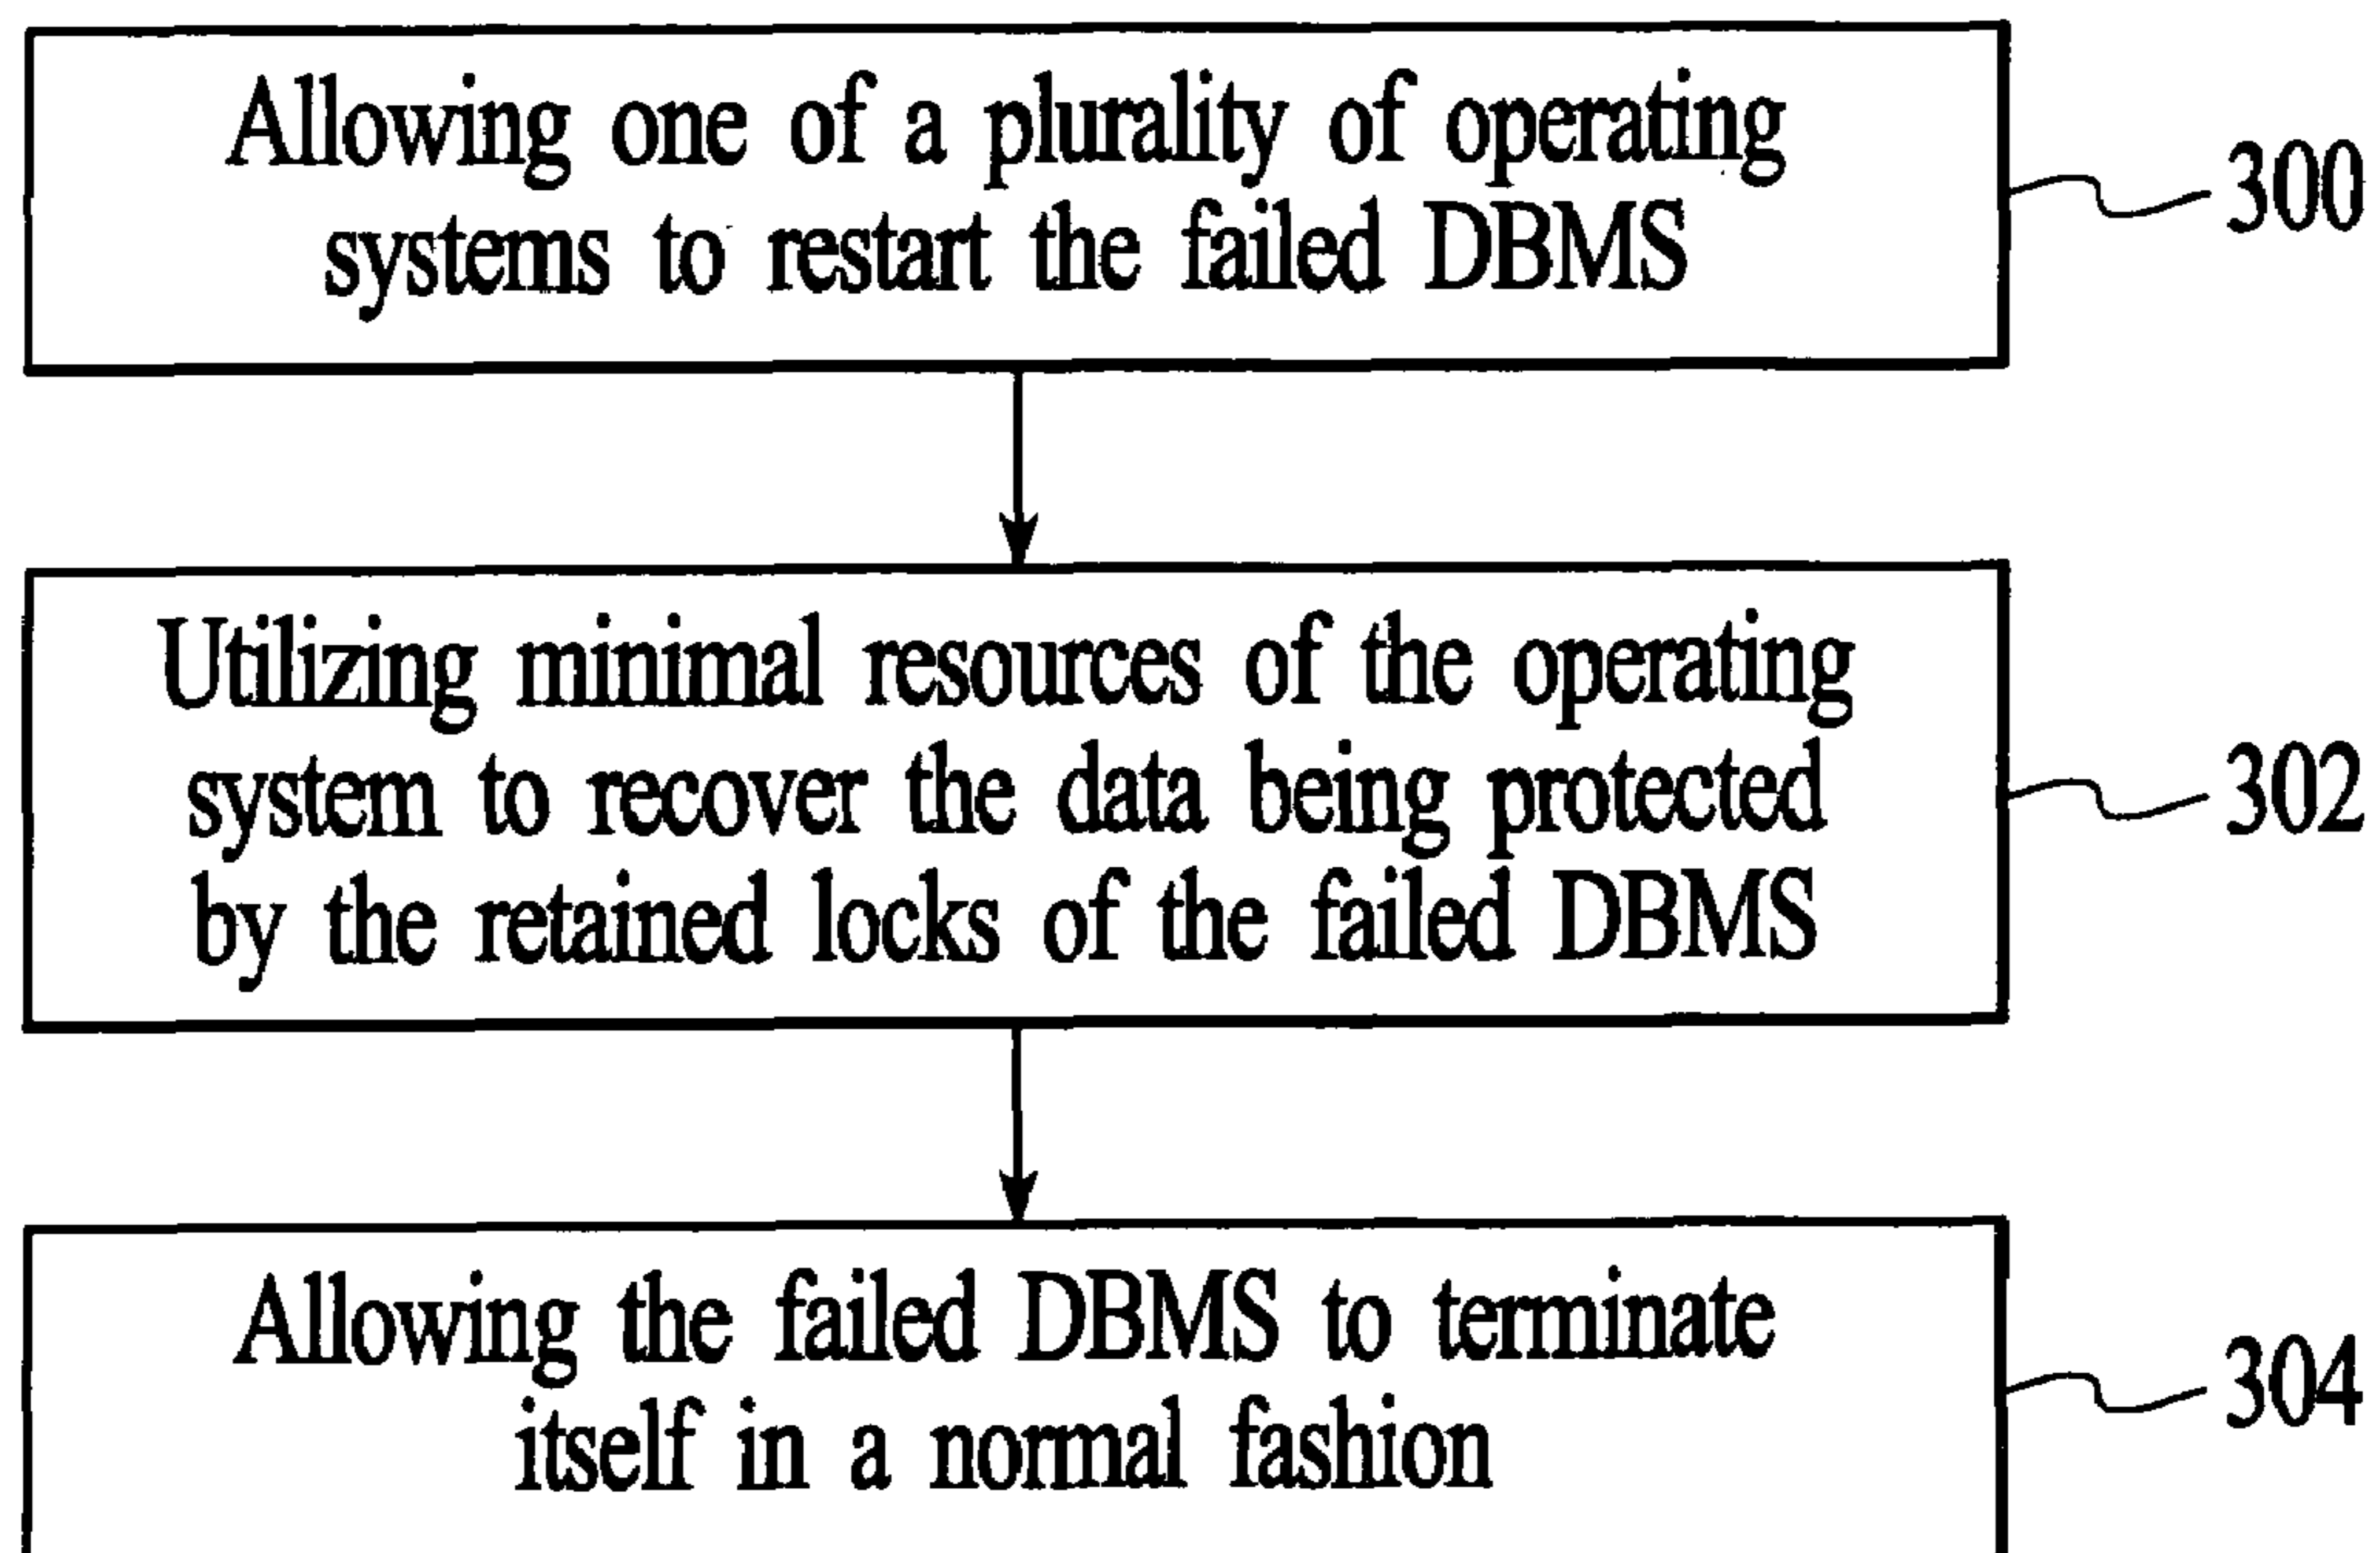 Allowing one of a plurality of operating
systems to restart the failed DBMS
300
Utilizing minimal resources of the operating
system to recover the data being protected
by the retained locks of the failed DBMS
302
Allowing the failed DBMS to terminate
itself in a normal fashion
304